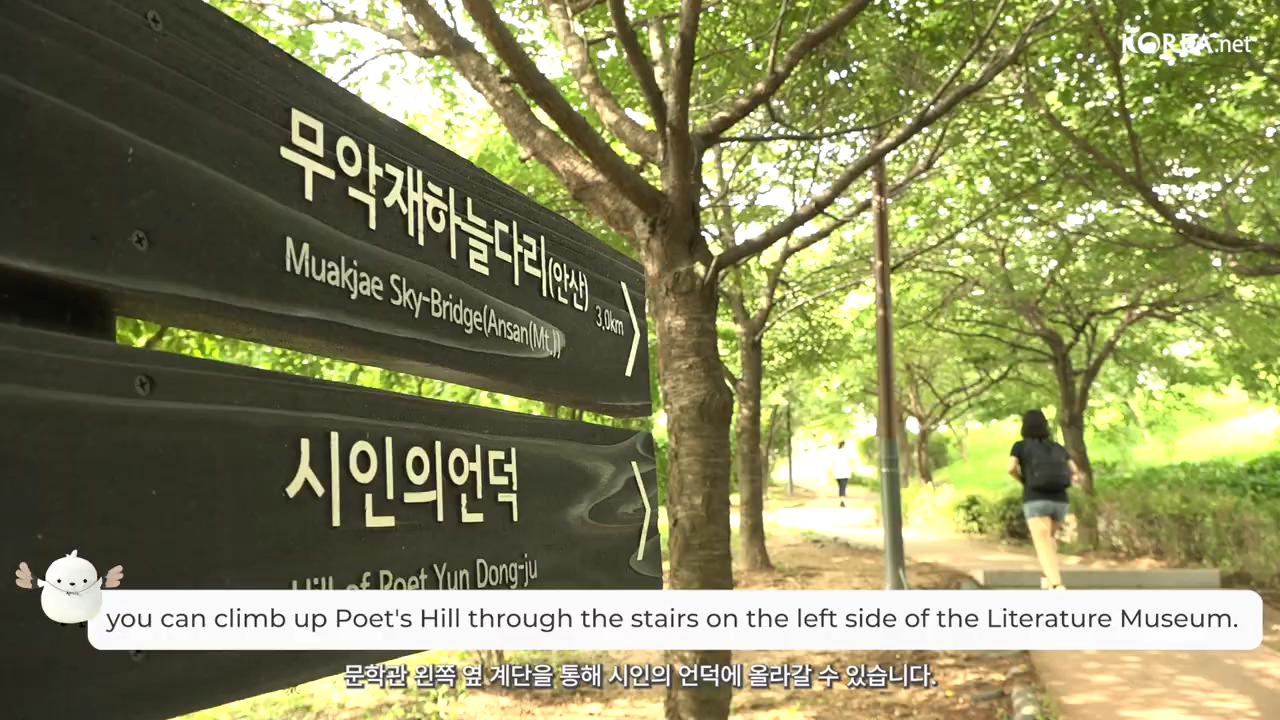 KOREA.net
무악재하늘다리(안산)
Muakjae Sky-Bridge(Ansan(Mt.))
3.0km
시인의언덕
Hill of Poet Yun Dong-ju
you can climb up Poet's Hill through the stairs on the left side of the Literature Museum.
문학관 왼쪽 옆 계단을 통해 시인의 언덕에 올라갈 수 있습니다.